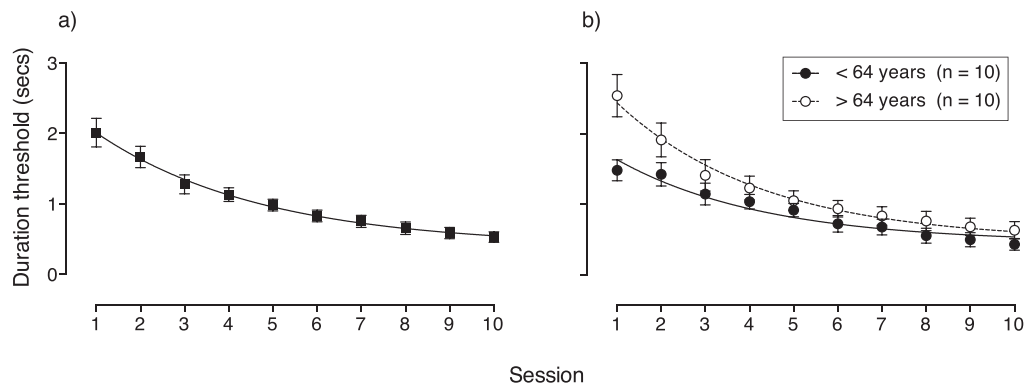 a)
b)
Duration threshold (secs)
3
2
1
0
< 64 years (n = 10)
> 64 years (n = 10)
1 2 3 4 5 6 7 8 9 10
1 2 3 4 5 6 7 8 9 10
Session